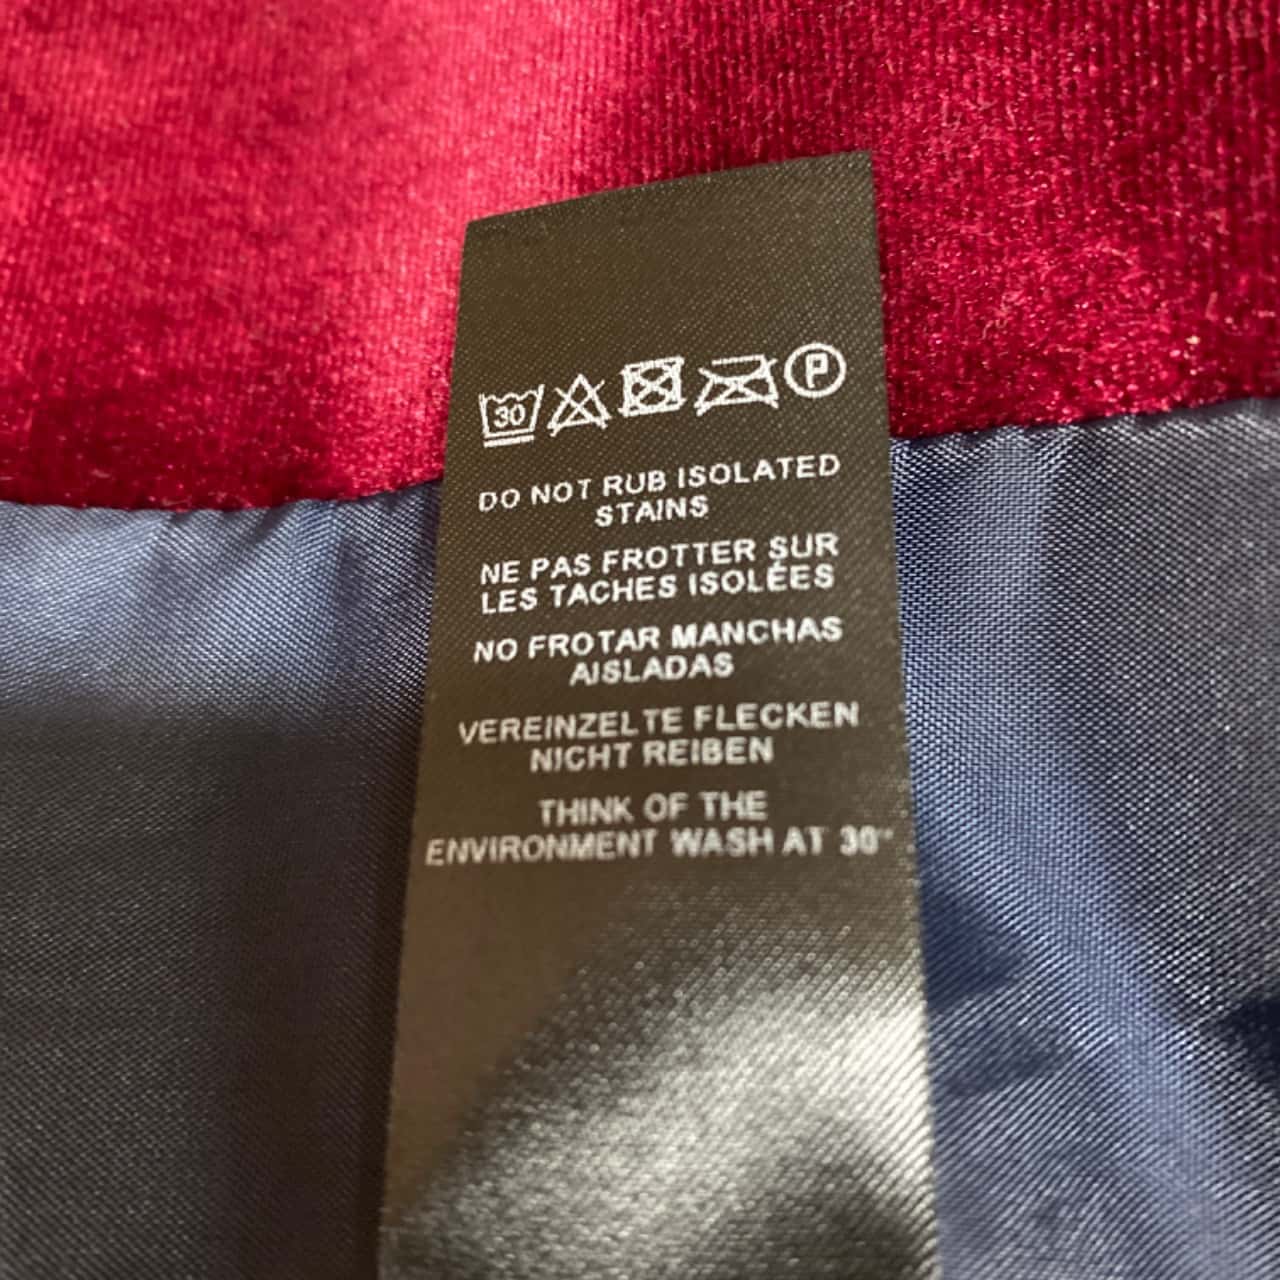 30 P
DO NOT RUB ISOLATED
STAINS
NE PAS FROTTER SUR
LES TACHES ISOLÉES
NO FROTAR MANCHAS
AISLADAS
VEREINZELTE FLECKEN
NICHT REIBEN
THINK OF THE
ENVIRONMENT WASH AT 30°